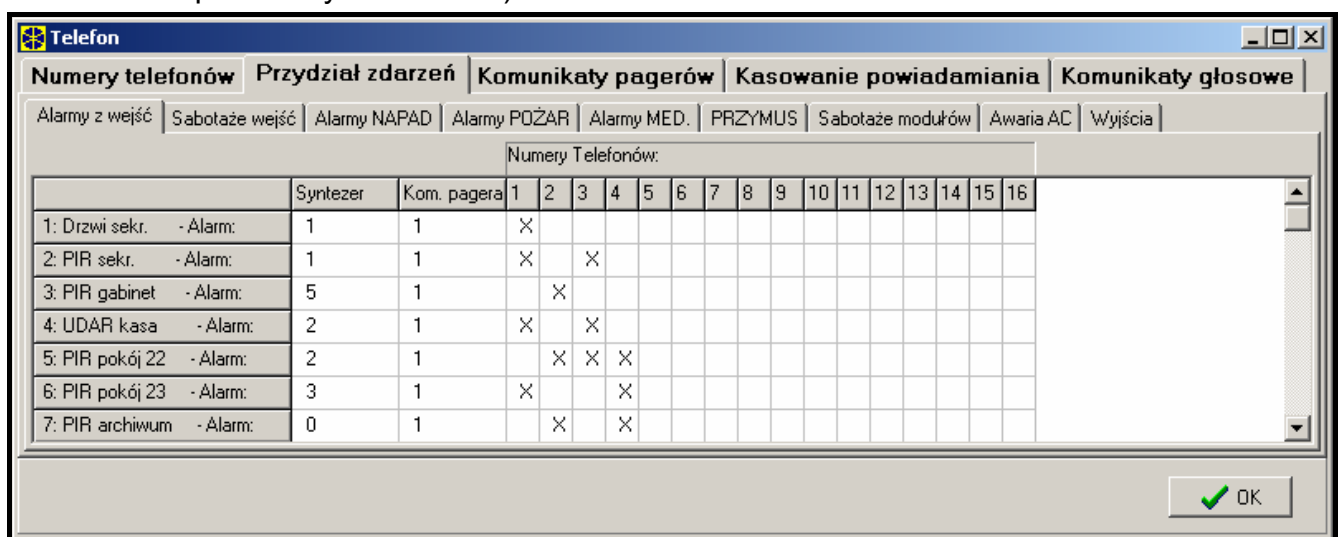 Telefon
Numery telefonów Przydział zdarzeń Komunikaty pagerów Kasowanie powiadamiania Komunikaty głosowe
Alarmy z wejść Sabotaże wejść Alarmy NAPAD Alarmy POŻAR Alarmy MED. PRZYMUS Sabotaże modułów Awaria AC Wyjścia
Numery Telefonów:
Syntezer Kom. pagera 1 2 3 4 5 6 7 8 9 10 11 12 13 14 15 16
1: Drzwi sekr. - Alarm: 1 1 X
2: PIR sekr. - Alarm: 1 1 X X
3: PIR gabinet - Alarm: 5 1 X
4: UDAR kasa - Alarm: 2 1 X X
5: PIR pokój 22 - Alarm: 2 1 X X X
6: PIR pokój 23 - Alarm: 3 1 X X
7: PIR archiwum - Alarm: 0 1 X X
OK